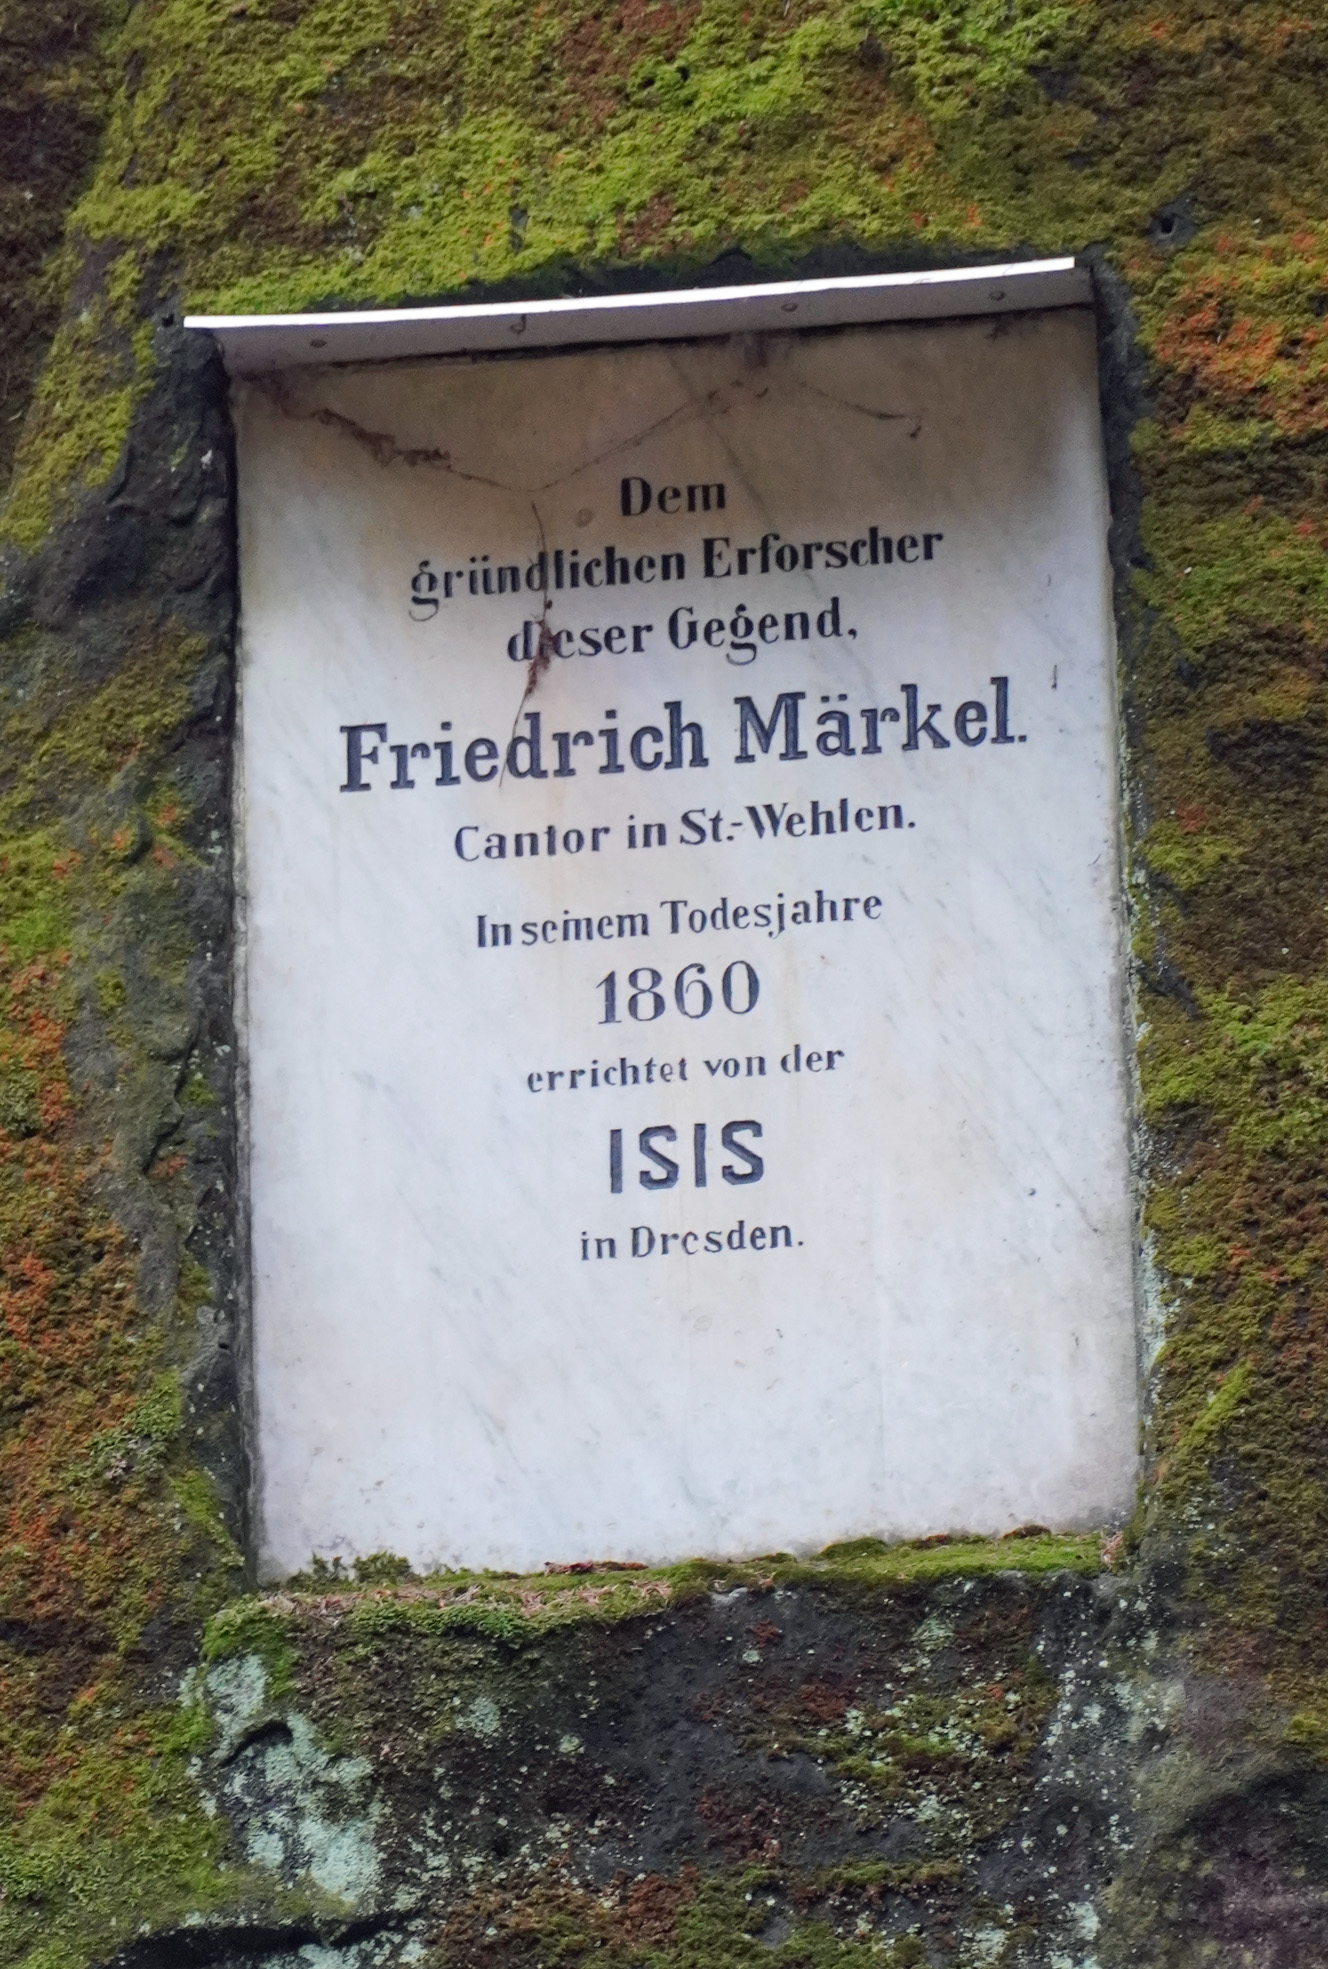 Dem
gründlichen Erforscher
dieser Gegend,
Friedrich Märkel.
Cantor in St.-Wehlen.
In seinem Todesjahre
1860
errichtet von der
ISIS
in Dresden.